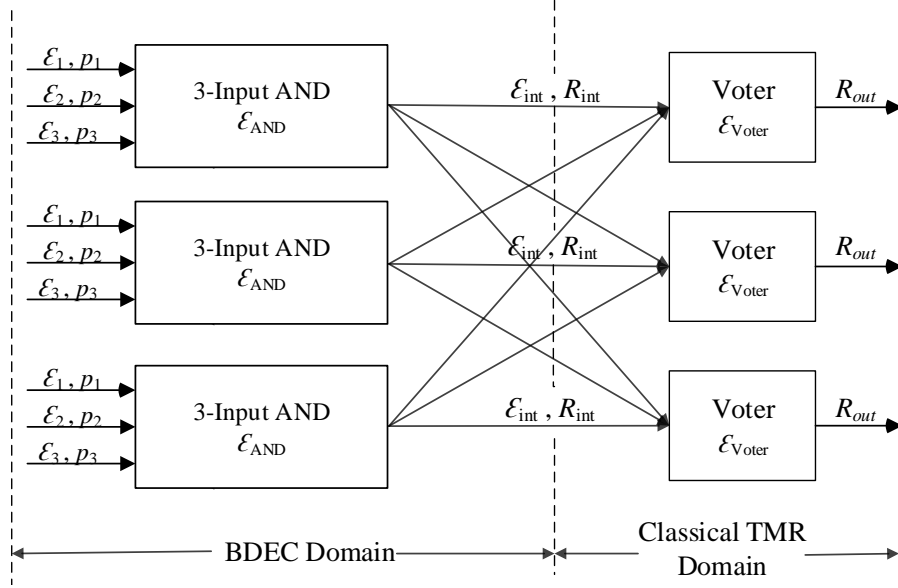 ℰ1, p1
ℰ2, p2
ℰ3, p3
3-Input AND
ℰAND
ℰint , Rint
Voter
ℰVoter
Rout
ℰ1, p1
ℰ2, p2
ℰ3, p3
3-Input AND
ℰAND
ℰint , Rint
Voter
ℰVoter
Rout
ℰ1, p1
ℰ2, p2
ℰ3, p3
3-Input AND
ℰAND
ℰint , Rint
Voter
ℰVoter
Rout
BDEC Domain
Classical TMR
Domain